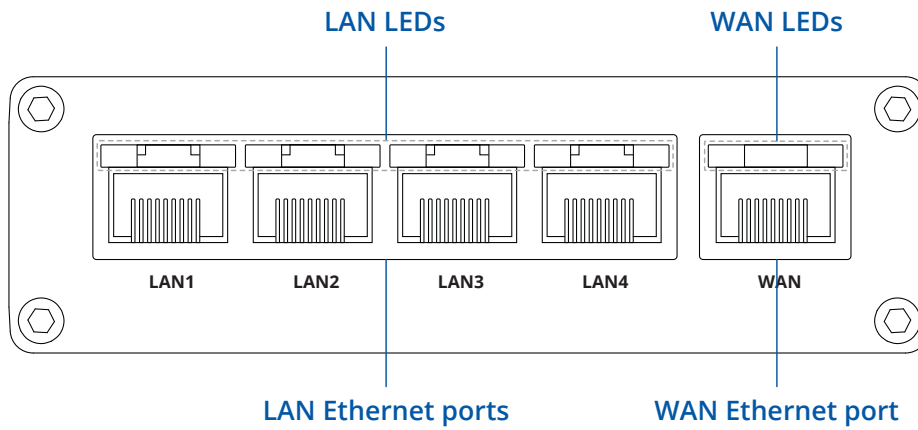 LAN LEDs WAN LEDs
LAN1 LAN2 LAN3 LAN4 WAN
LAN Ethernet ports WAN Ethernet port